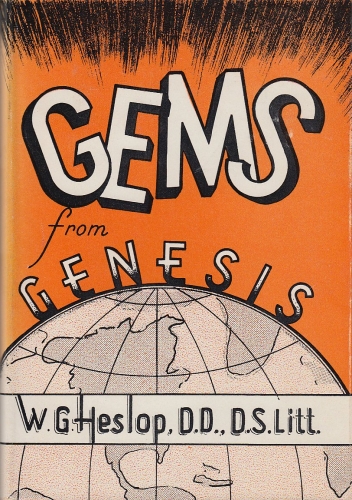 GEMS
from
GENESIS
W.G. Heslop, D.D., D.S.Litt.